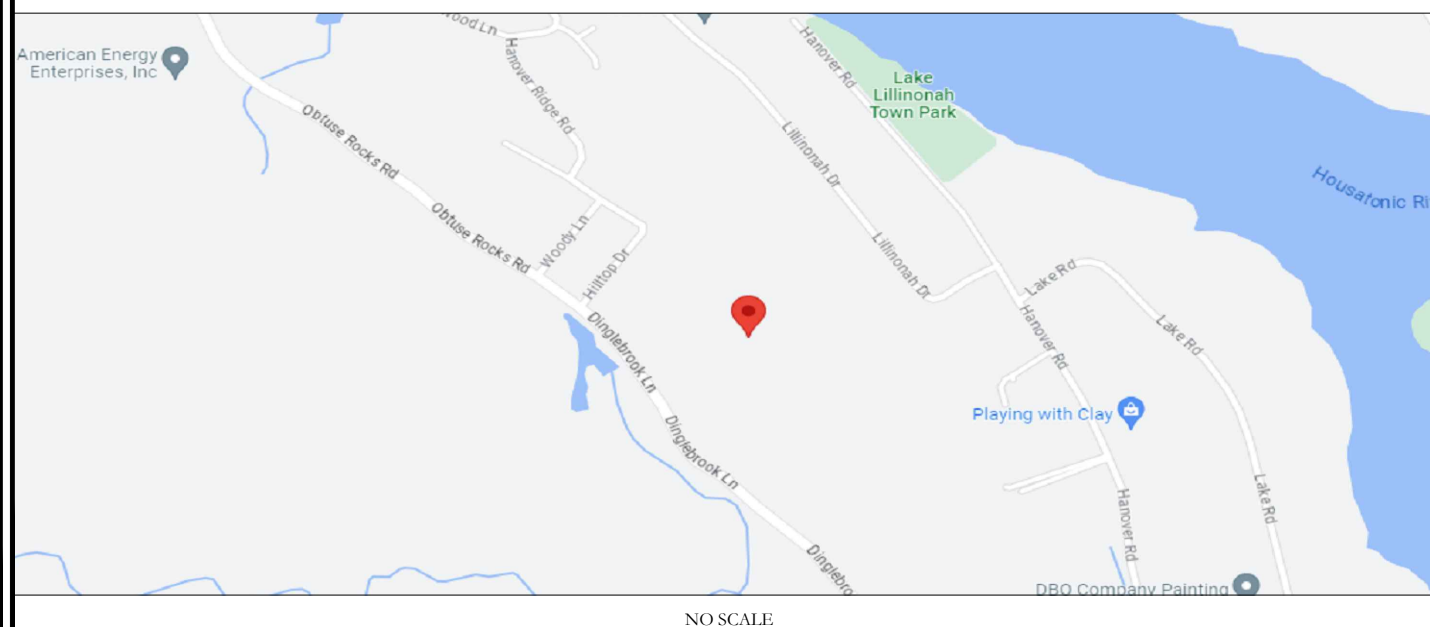 American Energy
Enterprises, Inc
ood Ln
Hanover Ridge Rd
Hanover Rd
Lake
Lillinonah
Town Park
Obtuse Rocks Rd
Lillinonah Dr
Housatonic Ri
Obtuse Rocks Rd
Woody Ln
Hilltop Dr
Lillinonah Dr
Lake Rd
Dinglebrook Ln
Hanover Rd
Lake Rd
Playing with Clay
Dinglebrook Ln
Lake Rd
Hanover Rd
Dinglebro
DBO Company Painting
NO SCALE